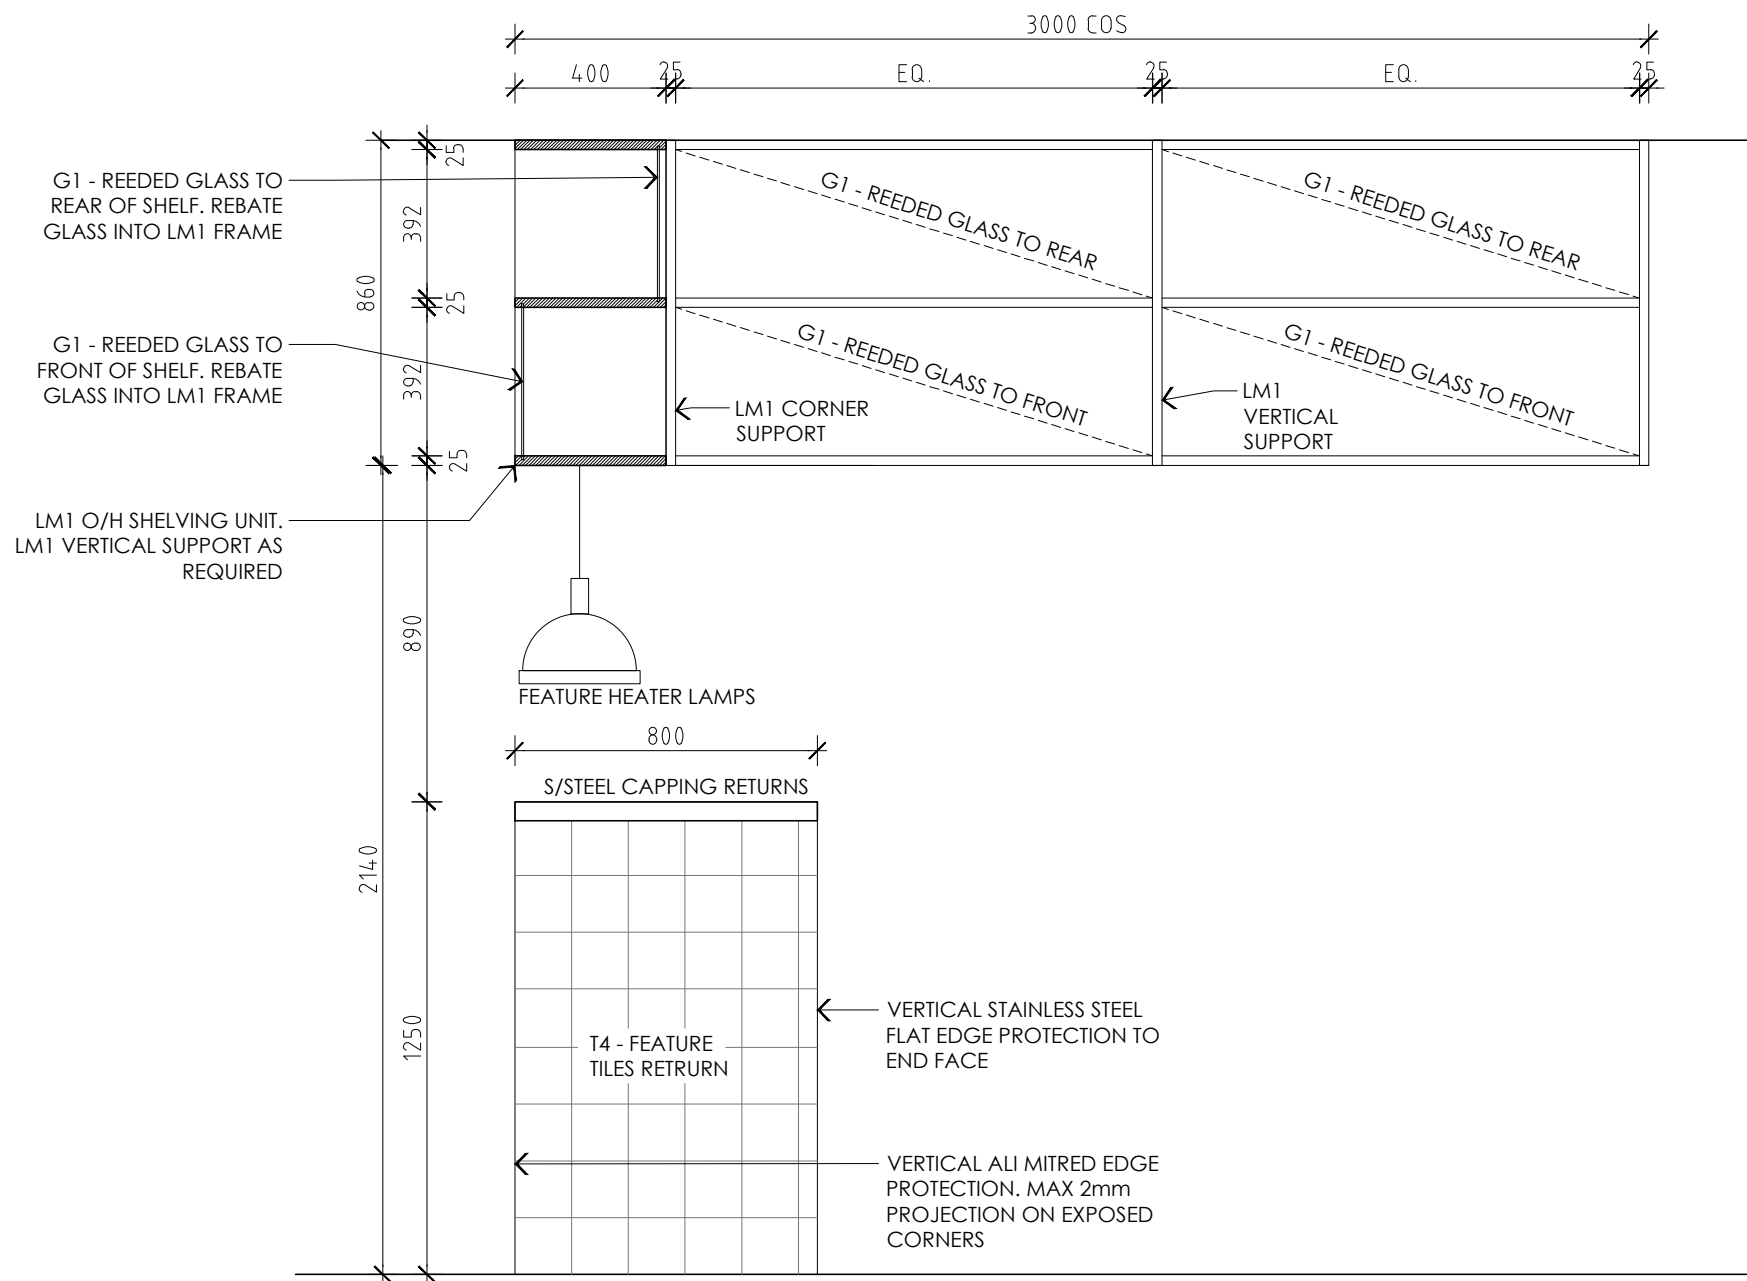 3000 COS
400
25
EQ.
25
EQ.
25
25
392
25
392
25
860
890
2140
1250
G1 - REEDED GLASS TO
REAR OF SHELF. REBATE
GLASS INTO LM1 FRAME
G1 - REEDED GLASS TO
FRONT OF SHELF. REBATE
GLASS INTO LM1 FRAME
LM1 O/H SHELVING UNIT.
LM1 VERTICAL SUPPORT AS
REQUIRED
G1 - REEDED GLASS TO REAR
G1 - REEDED GLASS TO REAR
G1 - REEDED GLASS TO FRONT
G1 - REEDED GLASS TO FRONT
LM1 CORNER
SUPPORT
LM1
VERTICAL
SUPPORT
FEATURE HEATER LAMPS
800
S/STEEL CAPPING RETURNS
T4 - FEATURE
TILES RETRURN
VERTICAL STAINLESS STEEL
FLAT EDGE PROTECTION TO
END FACE
VERTICAL ALI MITRED EDGE
PROTECTION. MAX 2mm
PROJECTION ON EXPOSED
CORNERS